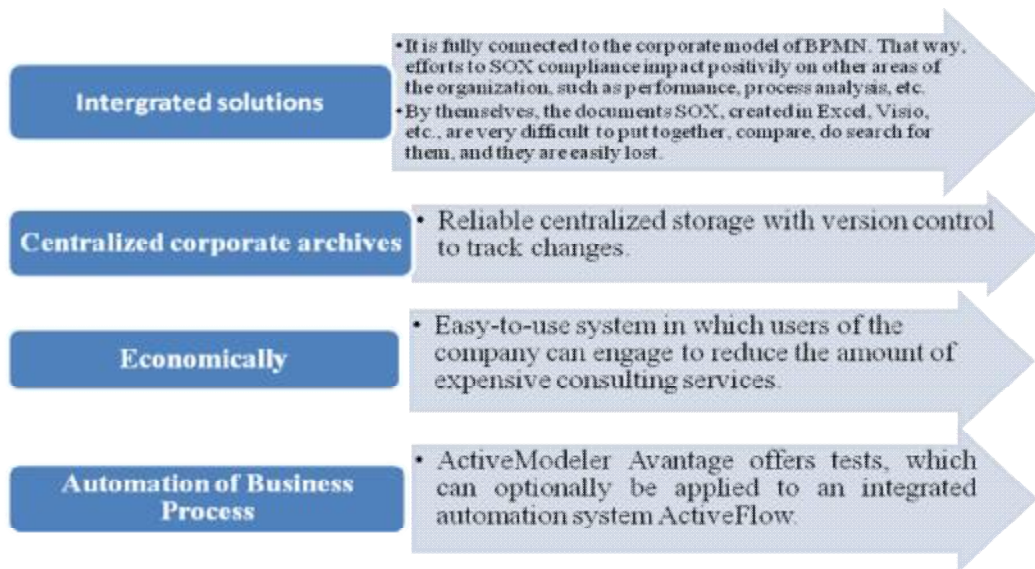 Intergrated solutions
•It is fully connected to the corporate model of BPMN. That way,
efforts to SOX compliance impact positivily on other areas of
the organization, such as performance, process analysis, etc.
•By themselves, the documents SOX, created in Excel, Visio,
etc., are very difficult to put together, compare, do search for
them, and they are easily lost.
Centralized corporate archives
• Reliable centralized storage with version control
to track changes.
Economically
• Easy-to-use system in which users of the
company can engage to reduce the amount of
expensive consulting services.
Automation of Business
Process
• ActiveModeler Avantage offers tests, which
can optionally be applied to an integrated
automation system ActiveFlow.